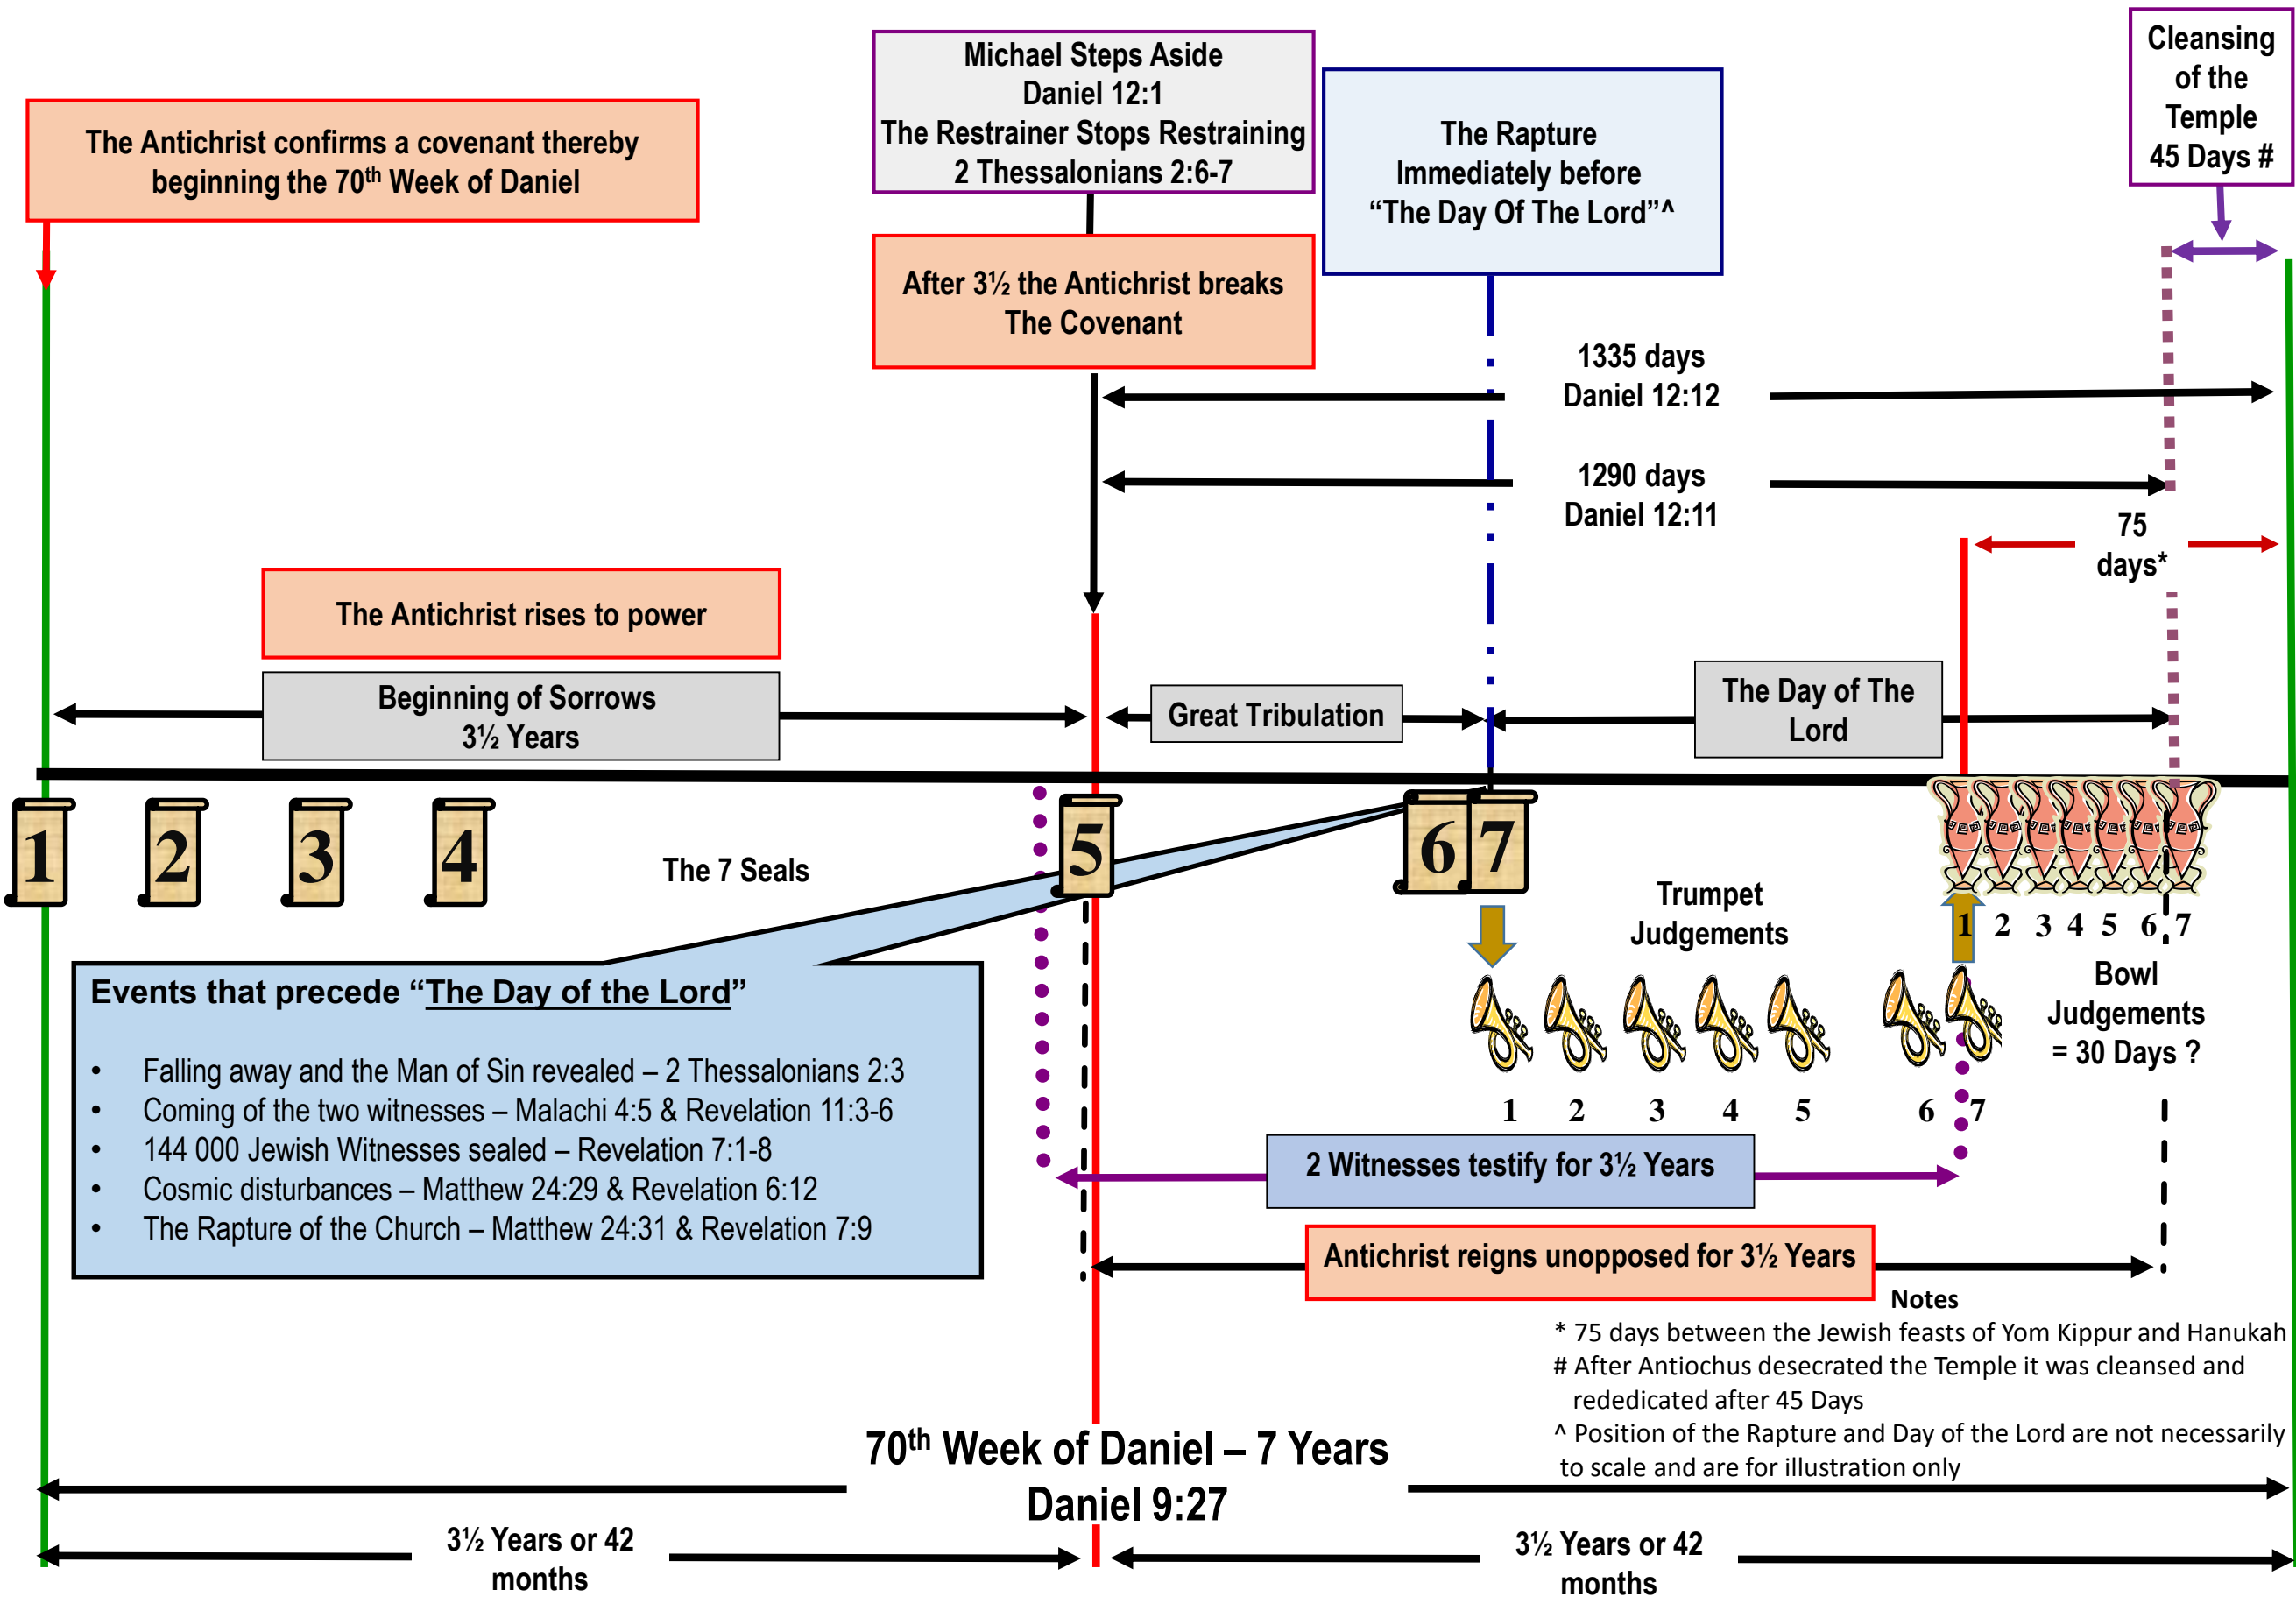 Cleansing
of the
Temple
45 Days #
Michael Steps Aside
Daniel 12:1
The Restrainer Stops Restraining
2 Thessalonians 2:6-7
The Rapture
Immediately before
“The Day Of The Lord”^
The Antichrist confirms a covenant thereby
beginning the 70th Week of Daniel
After 3½ the Antichrist breaks
The Covenant
1335 days
Daniel 12:12
1290 days
Daniel 12:11
75
days*
The Antichrist rises to power
Beginning of Sorrows
3½ Years
Great Tribulation
The Day of The
Lord
1 2 3 4
The 7 Seals
5 6 7
Trumpet
Judgements
1 2 3 4 5 6 7
Bowl
Judgements
= 30 Days ?
Events that precede “The Day of the Lord”
• Falling away and the Man of Sin revealed – 2 Thessalonians 2:3
• Coming of the two witnesses – Malachi 4:5 & Revelation 11:3-6
• 144 000 Jewish Witnesses sealed – Revelation 7:1-8
• Cosmic disturbances – Matthew 24:29 & Revelation 6:12
• The Rapture of the Church – Matthew 24:31 & Revelation 7:9
1 2 3 4 5 6 7
2 Witnesses testify for 3½ Years
Antichrist reigns unopposed for 3½ Years
Notes
* 75 days between the Jewish feasts of Yom Kippur and Hanukah
# After Antiochus desecrated the Temple it was cleansed and
rededicated after 45 Days
^ Position of the Rapture and Day of the Lord are not necessarily
to scale and are for illustration only
70th Week of Daniel – 7 Years
Daniel 9:27
3½ Years or 42
months
3½ Years or 42
months